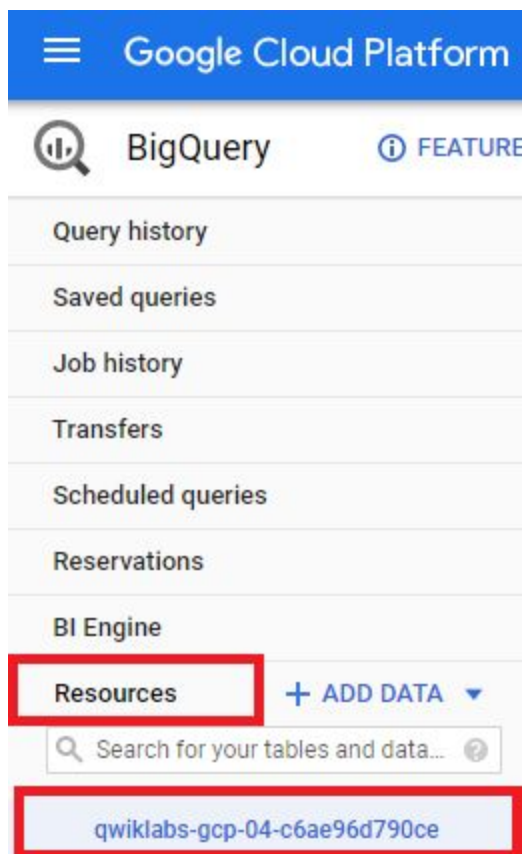 Google Cloud Platform
BigQuery FEATURE
Query history
Saved queries
Job history
Transfers
Scheduled queries
Reservations
BI Engine
Resources + ADD DATA
Search for your tables and data...
qwiklabs-gcp-04-c6ae96d790ce